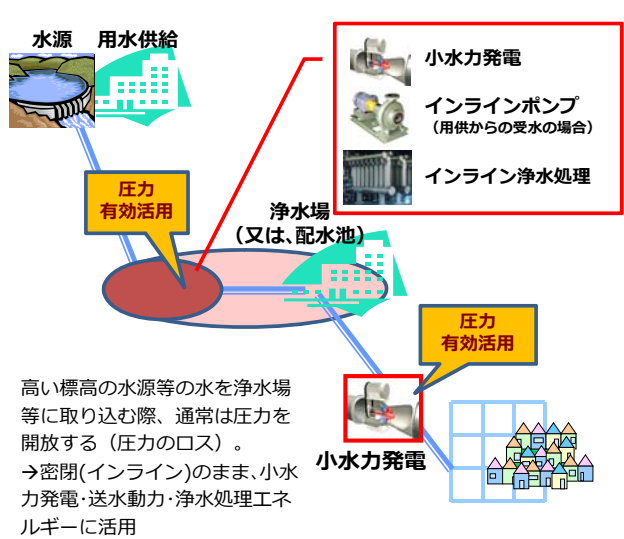 水源 用水供給
小水力発電
インラインポンプ
(用供からの受水の場合)
インライン浄水処理
圧力
有効活用
浄水場
(又は、配水池)
圧力
有効活用
高い標高の水源等の水を浄水場
等に取り込む際、通常は圧力を
開放する（圧力のロス）。
→密閉(インライン)のまま、小水
力発電･送水動力･浄水処理エネ
ルギーに活用
小水力発電